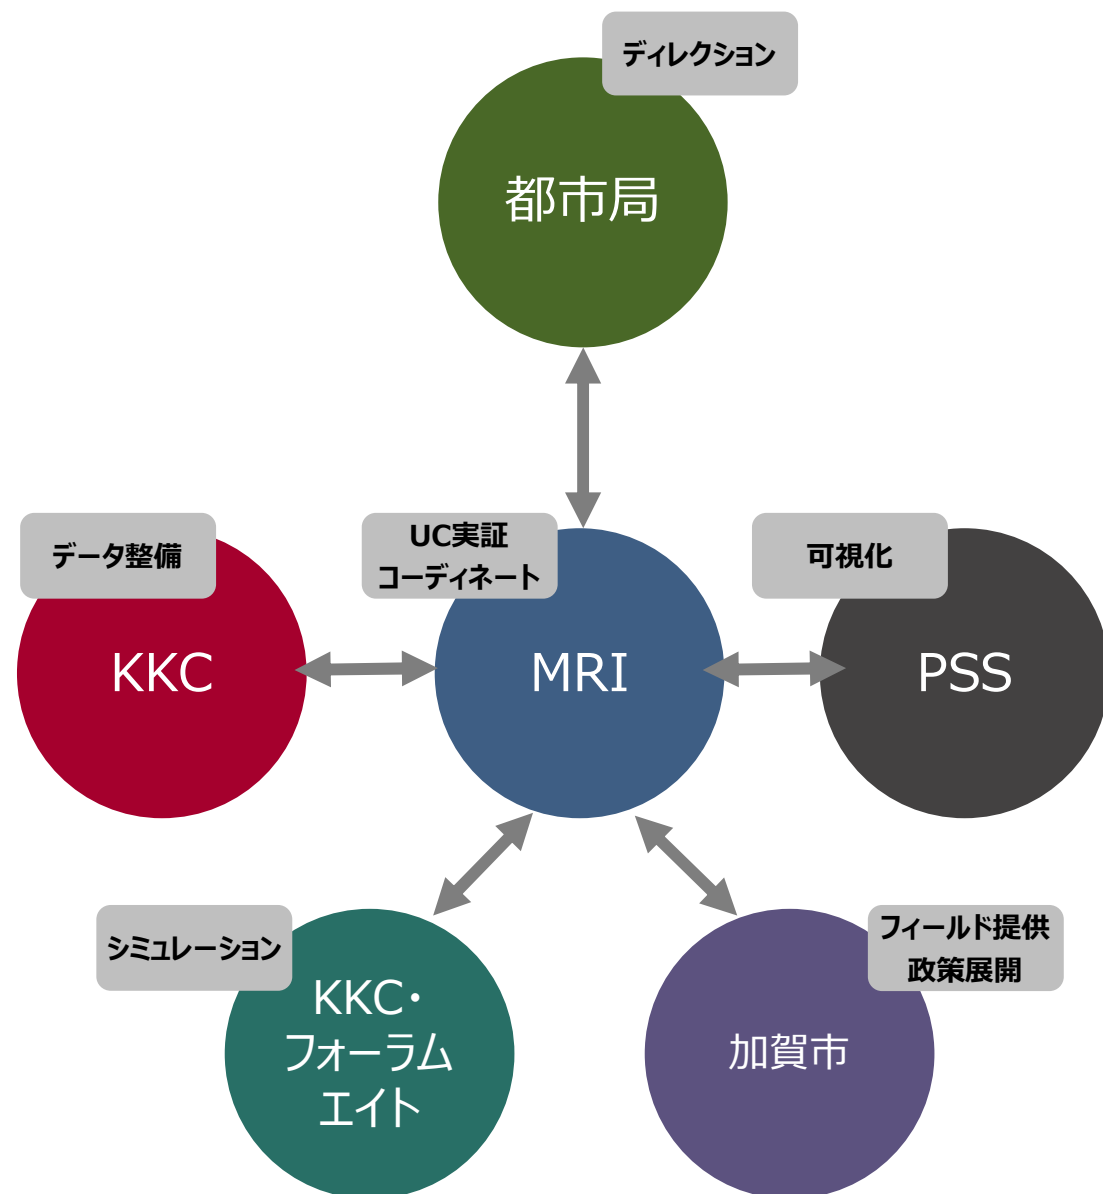 ディレクション
都市局
データ整備
KKC
UC実証
コーディネート
MRI
可視化
PSS
シミュレーション
KKC・
フォーラム
エイト
フィールド提供
政策展開
加賀市